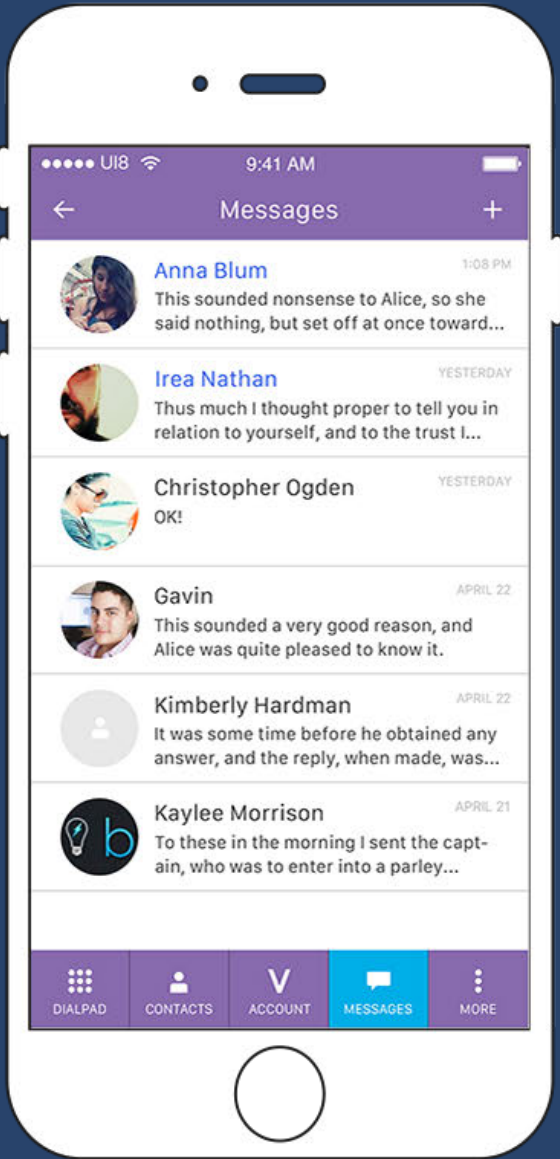 UI8
9:41 AM
Messages
Anna Blum
1:08 PM
This sounded nonsense to Alice, so she
said nothing, but set off at once toward...
Irea Nathan
YESTERDAY
Thus much I thought proper to tell you in
relation to yourself, and to the trust I...
Christopher Ogden
YESTERDAY
OK!
Gavin
APRIL 22
This sounded a very good reason, and
Alice was quite pleased to know it.
Kimberly Hardman
APRIL 22
It was some time before he obtained any
answer, and the reply, when made, was...
b
Kaylee Morrison
APRIL 21
To these in the morning I sent the capt-
ain, who was to enter into a parley...
V
DIALPAD
CONTACTS
ACCOUNT
MESSAGES
MORE